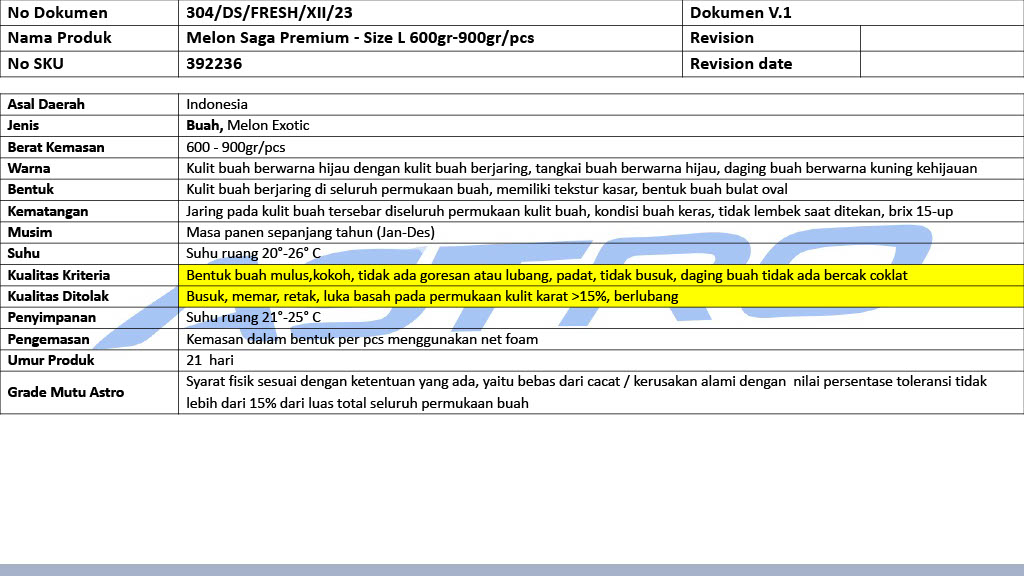 No Dokumen 304/DS/FRESH/XII/23 Dokumen V.1
Nama Produk Melon Saga Premium - Size L 600gr-900gr/pcs Revision
No SKU 392236 Revision date
Asal Daerah Indonesia
Jenis Buah, Melon Exotic
Berat Kemasan 600 - 900gr/pcs
Warna Kulit buah berwarna hijau dengan kulit buah berjaring, tangkai buah berwarna hijau, daging buah berwarna kuning kehijauan
Bentuk Kulit buah berjaring di seluruh permukaan buah, memiliki tekstur kasar, bentuk buah bulat oval
Kematangan Jaring pada kulit buah tersebar diseluruh permukaan kulit buah, kondisi buah keras, tidak lembek saat ditekan, brix 15-up
Musim Masa panen sepanjang tahun (Jan-Des)
Suhu Suhu ruang 20°-26° C
Kualitas Kriteria Bentuk buah mulus,kokoh, tidak ada goresan atau lubang, padat, tidak busuk, daging buah tidak ada bercak coklat
Kualitas Ditolak Busuk, memar, retak, luka basah pada permukaan kulit karat >15%, berlubang
Penyimpanan Suhu ruang 21°-25° C
Pengemasan Kemasan dalam bentuk per pcs menggunakan net foam
Umur Produk 21 hari
Grade Mutu Astro Syarat fisik sesuai dengan ketentuan yang ada, yaitu bebas dari cacat / kerusakan alami dengan nilai persentase toleransi tidak
lebih dari 15% dari luas total seluruh permukaan buah
ASTRO